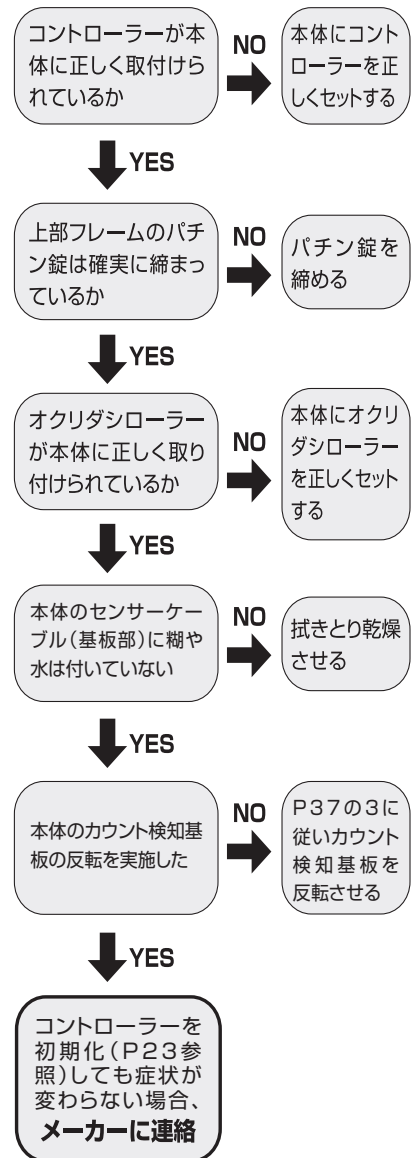 コントローラーが本
体に正しく取付けら
れているか
NO
本体にコント
ローラーを正
しくセットする
YES
上部フレームのパチ
ン錠は確実に締まっ
ているか
NO
パチン錠を
締める
YES
オクリダシローラー
が本体に正しく取り
付けられているか
NO
本体にオクリ
ダシローラー
を正しくセット
する
YES
本体のセンサーケー
ブル(基板部)に糊や
水は付いていない
NO
拭きとり乾燥
させる
YES
本体のカウント検知基
板の反転を実施した
NO
P37の3に
従いカウント
検知基板を
反転させる
YES
コントローラーを
初期化(P23参
照)しても症状が
変わらない場合、
メーカーに連絡